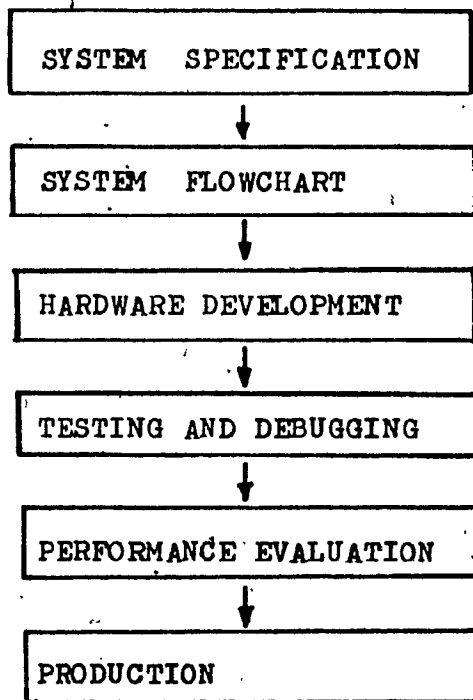 SYSTEM SPECIFICATION
SYSTEM FLOWCHART
HARDWARE DEVELOPMENT
TESTING AND DEBUGGING
PERFORMANCE EVALUATION
PRODUCTION